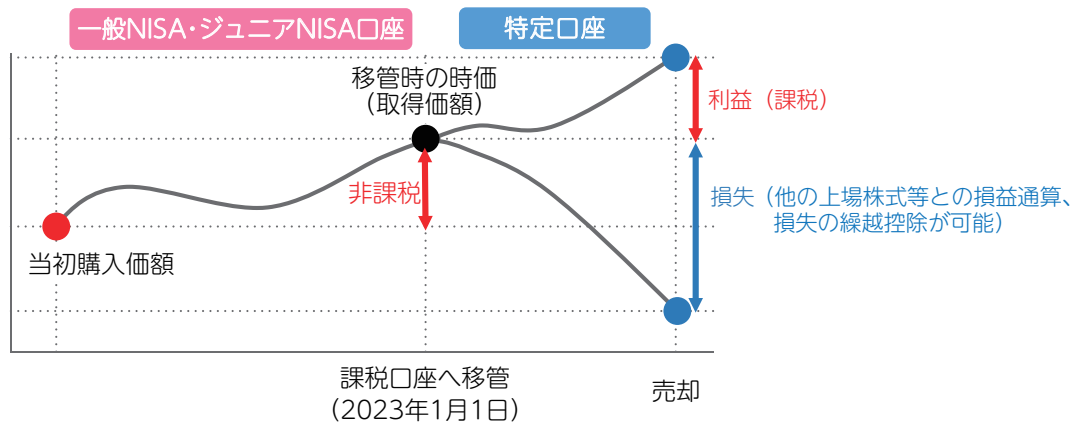 一般NISA・ジュニアNISA口座
特定口座
移管時の時価
（取得価額）
利益（課税）
非課税
損失（他の上場株式等との損益通算、
損失の繰越控除が可能）
当初購入価額
課税口座へ移管
（2023年1月1日）
売却